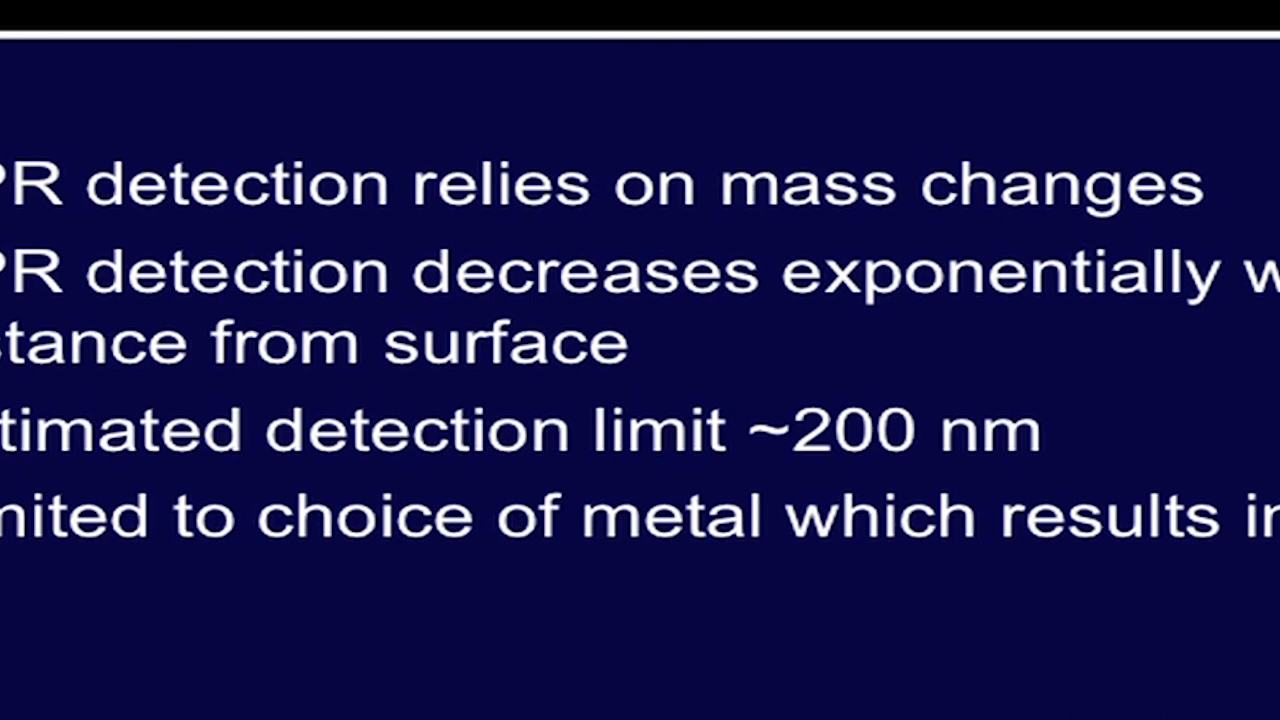 PR detection relies on mass changes
PR detection decreases exponentially w
stance from surface
timated detection limit ~200 nm
mited to choice of metal which results in